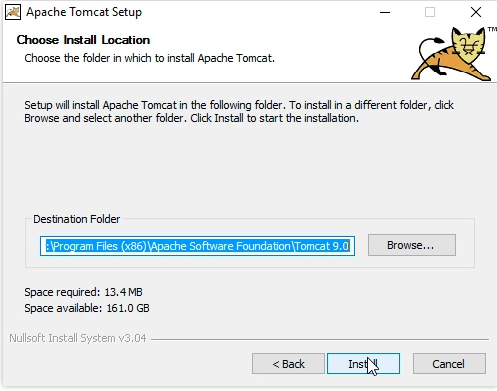 Apache Tomcat Setup
Choose Install Location
Choose the folder in which to install Apache Tomcat.
TM
Setup will install Apache Tomcat in the following folder. To install in a different folder, click
Browse and select another folder. Click Install to start the installation.
Destination Folder
:\Program Files (x86)\Apache Software Foundation\Tomcat 9.0
Browse...
Space required: 13.4 MB
Space available: 161.0 GB
Nullsoft Install System v3.04
< Back
Install
Cancel